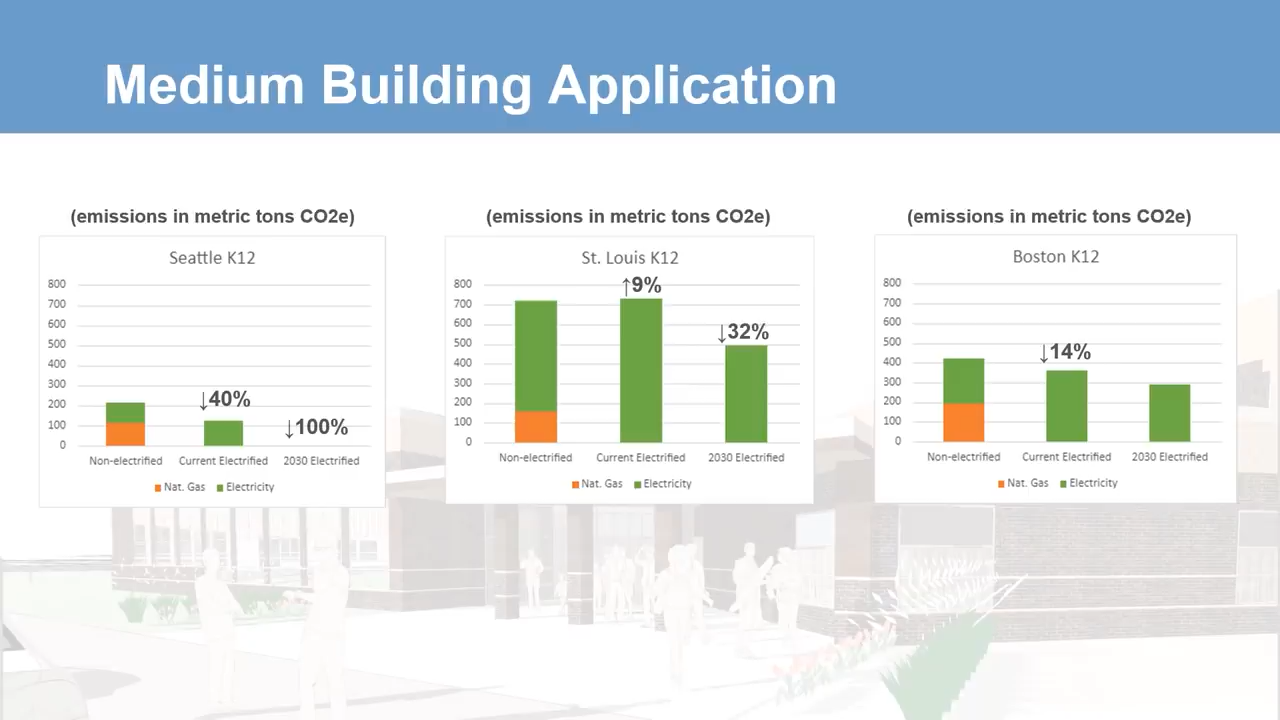 Medium Building Application
(emissions in metric tons CO2e)
Seattle K12
800
700
600
500
400
300
200
100
0
↓40%
↓100%
Non-electrified Current Electrified 2030 Electrified
Nat. Gas Electricity
(emissions in metric tons CO2e)
St. Louis K12
800
700
600
500
400
300
200
100
0
↑9%
↓32%
Non-electrified Current Electrified 2030 Electrified
Nat. Gas Electricity
(emissions in metric tons CO2e)
Boston K12
800
700
600
500
400
300
200
100
0
↓14%
Non-electrified Current Electrified 2030 Electrified
Nat. Gas Electricity